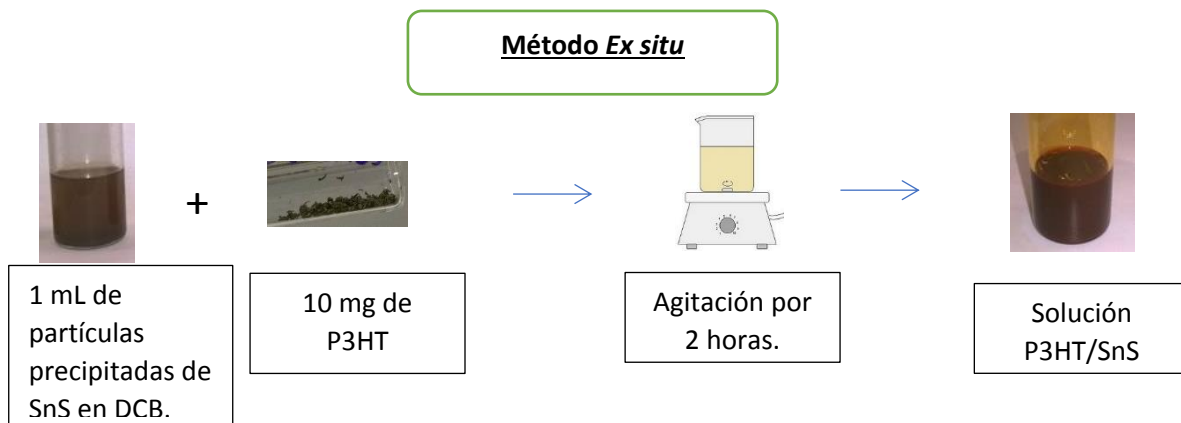 Método Ex situ
+
1 mL de
partículas
precipitadas de
SnS en DCB.
10 mg de
P3HT
Agitación por
2 horas.
Solución
P3HT/SnS